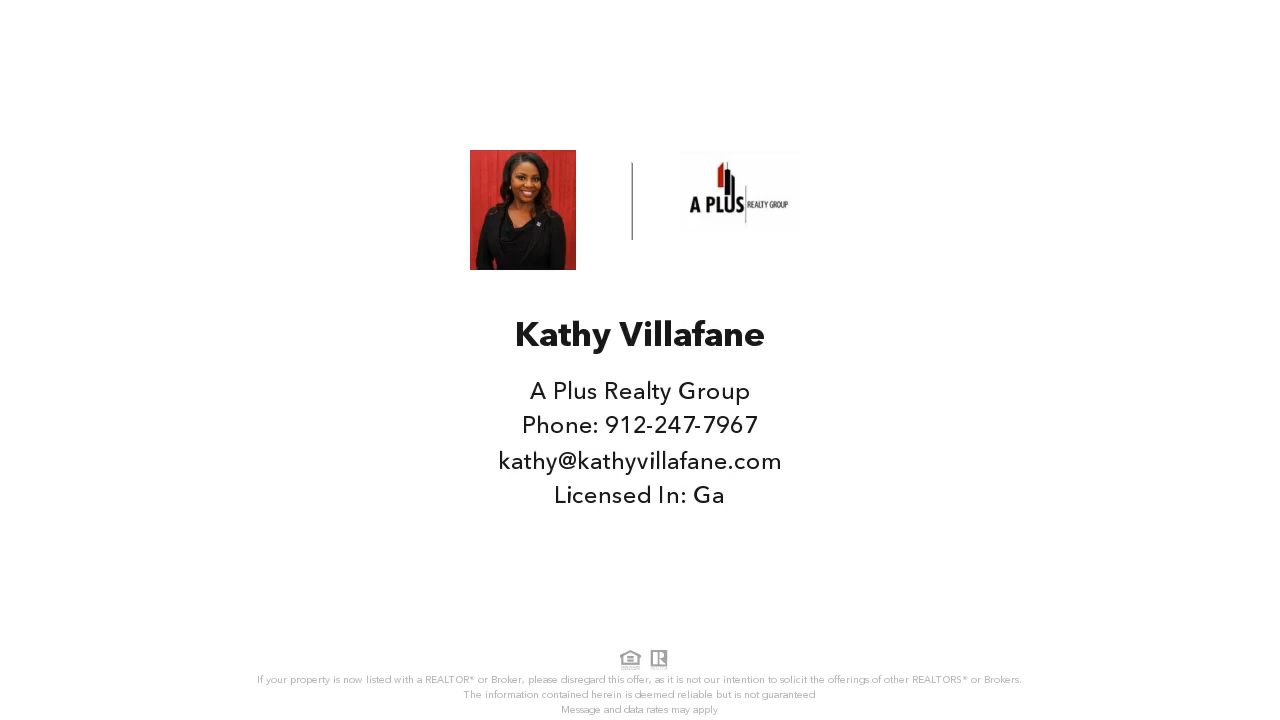 A PLUS REALTY GROUP
Kathy Villafane
A Plus Realty Group
Phone: 912-247-7967
kathy@kathyvillafane.com
Licensed In: Ga
If your property is now listed with a REALTOR® or Broker, please disregard this offer, as it is not our intention to solicit the offerings of other REALTORS® or Brokers.
The information contained herein is deemed reliable but is not guaranteed
Message and data rates may apply